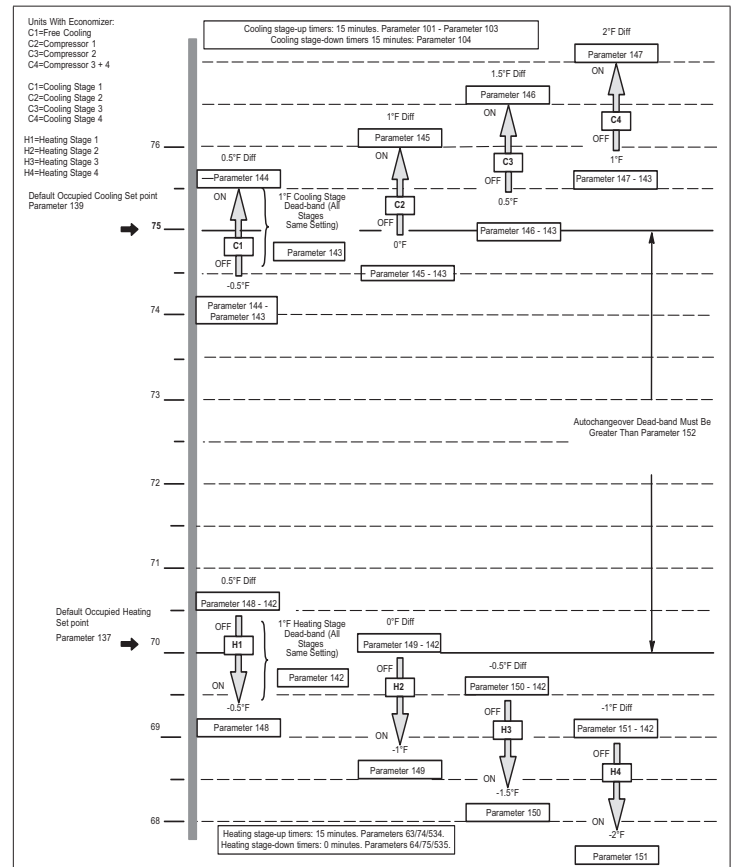 Units With Economizer:
C1=Free Cooling
C2=Compressor 1
C3=Compressor 2
C4=Compressor 3 + 4
C1=Cooling Stage 1
C2=Cooling Stage 2
C3=Cooling Stage 3
C4=Cooling Stage 4
H1=Heating Stage 1
H2=Heating Stage 2
H3=Heating Stage 3
H4=Heating Stage 4
Default Occupied Cooling Set point
Parameter 139
Cooling stage-up timers: 15 minutes. Parameter 101 - Parameter 103
Cooling stage-down timers 15 minutes: Parameter 104
2°F Diff
Parameter 147
ON
C4
OFF
1°F
Parameter 147 - 143
1.5°F Diff
Parameter 146
ON
C3
OFF
0.5°F
Parameter 146 - 143
1°F Diff
Parameter 145
ON
C2
OFF
0°F
Parameter 145 - 143
0.5°F Diff
Parameter 144
ON
C1
OFF
-0.5°F
Parameter 144 -
Parameter 143
1°F Cooling Stage
Dead-band (All
Stages
Same Setting)
Parameter 143
76
75
74
73
72
71
70
69
68
Autochangeover Dead-band Must Be
Greater Than Parameter 152
Default Occupied Heating
Set point
Parameter 137
0.5°F Diff
Parameter 148 - 142
OFF
H1
ON
-0.5°F
Parameter 148
1°F Heating Stage
Dead-band (All
Stages
Same Setting)
Parameter 142
0°F Diff
Parameter 149 - 142
OFF
H2
ON
-1°F
Parameter 149
-0.5°F Diff
Parameter 150 - 142
OFF
H3
ON
-1.5°F
Parameter 150
-1°F Diff
Parameter 151 - 142
OFF
H4
ON
-2°F
Parameter 151
Heating stage-up timers: 15 minutes. Parameters 63/74/534.
Heating stage-down timers: 0 minutes. Parameters 64/75/535.